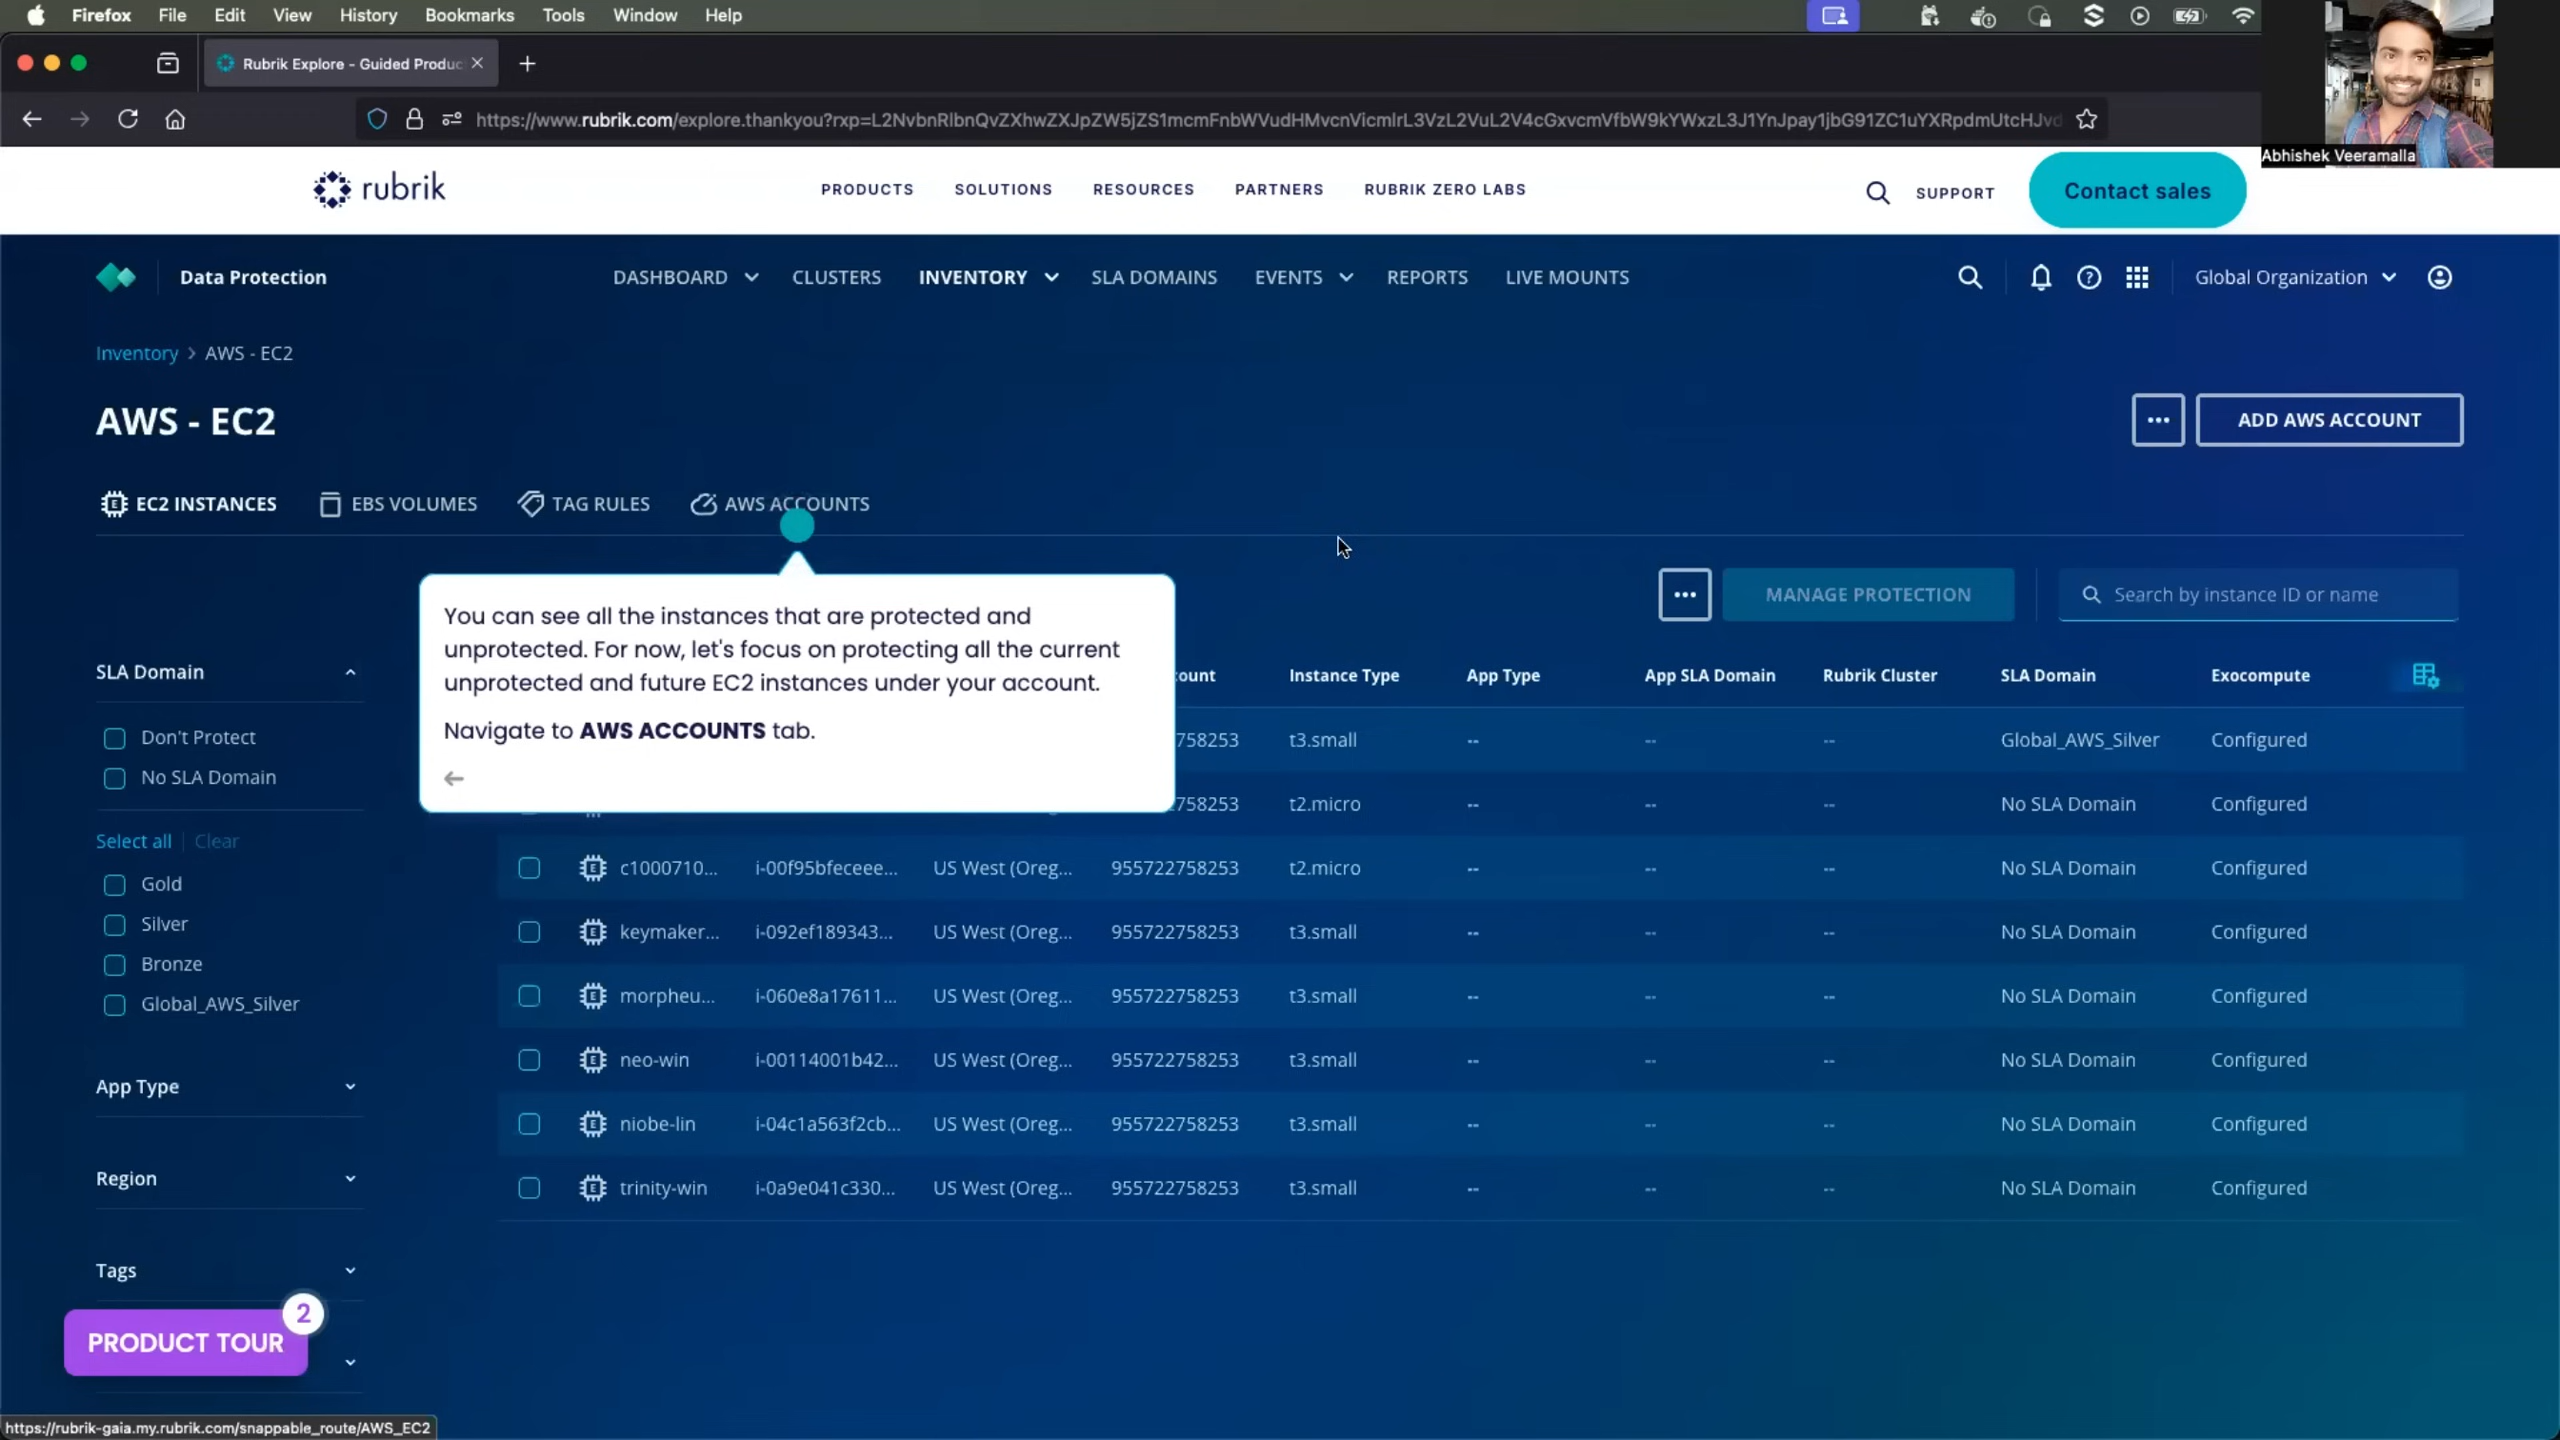 Firefox File Edit View History Bookmarks Tools Window Help
Rubrik Explore - Guided Produc
https://www.rubrik.com/explore.thankyou?rxp=L2NvbnRlbnQvZXhwZXJpZW5jZS1mcmFnbWVudHMvcnVicmlrL3VzL2VuL2V4cGxvcmVfbW9kYWxzL3J1YnJpay1jbG91ZC1uYXRpdmUtcHJvd
Abhishek Veeramalla
rubrik PRODUCTS SOLUTIONS RESOURCES PARTNERS RUBRIK ZERO LABS SUPPORT Contact sales
Data Protection DASHBOARD CLUSTERS INVENTORY SLA DOMAINS EVENTS REPORTS LIVE MOUNTS Global Organization
Inventory > AWS - EC2
AWS - EC2
ADD AWS ACCOUNT
EC2 INSTANCES EBS VOLUMES TAG RULES AWS ACCOUNTS
MANAGE PROTECTION Search by instance ID or name
You can see all the instances that are protected and
unprotected. For now, let's focus on protecting all the current
unprotected and future EC2 instances under your account.
Navigate to AWS ACCOUNTS tab.
SLA Domain
Don't Protect
No SLA Domain
Select all | Clear
Gold
Silver
Bronze
Global_AWS_Silver
App Type
Region
Tags
PRODUCT TOUR 2
count Instance Type App Type App SLA Domain Rubrik Cluster SLA Domain Exocompute
758253 t3.small -- -- -- Global_AWS_Silver Configured
758253 t2.micro -- -- -- No SLA Domain Configured
c1000710... i-00f95bfeceee... US West (Oreg... 955722758253 t2.micro -- -- -- No SLA Domain Configured
keymaker... i-092ef189343... US West (Oreg... 955722758253 t3.small -- -- -- No SLA Domain Configured
morpheu... i-060e8a17611... US West (Oreg... 955722758253 t3.small -- -- -- No SLA Domain Configured
neo-win i-00114001b42... US West (Oreg... 955722758253 t3.small -- -- -- No SLA Domain Configured
niobe-lin i-04c1a563f2cb... US West (Oreg... 955722758253 t3.small -- -- -- No SLA Domain Configured
trinity-win i-0a9e041c330... US West (Oreg... 955722758253 t3.small -- -- -- No SLA Domain Configured
https://rubrik-gaia.my.rubrik.com/snappable_route/AWS_EC2